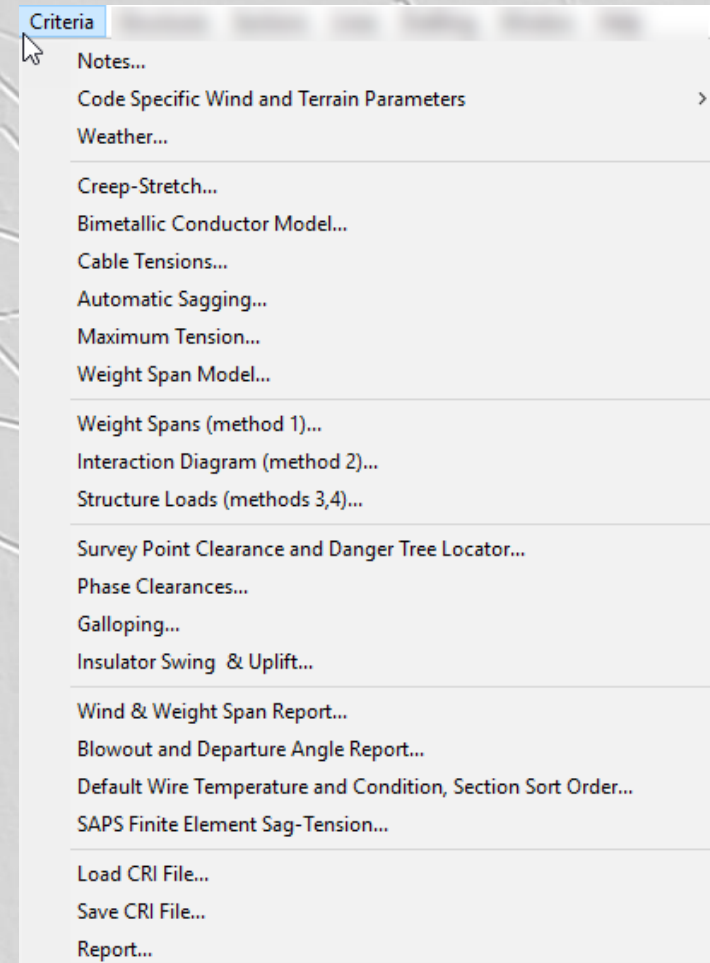 Criteria
Notes...
Code Specific Wind and Terrain Parameters
Weather...
Creep-Stretch...
Bimetallic Conductor Model...
Cable Tensions...
Automatic Sagging...
Maximum Tension...
Weight Span Model...
Weight Spans (method 1)...
Interaction Diagram (method 2)...
Structure Loads (methods 3,4)...
Survey Point Clearance and Danger Tree Locator...
Phase Clearances...
Galloping...
Insulator Swing & Uplift...
Wind & Weight Span Report...
Blowout and Departure Angle Report...
Default Wire Temperature and Condition, Section Sort Order...
SAPS Finite Element Sag-Tension...
Load CRI File...
Save CRI File...
Report...